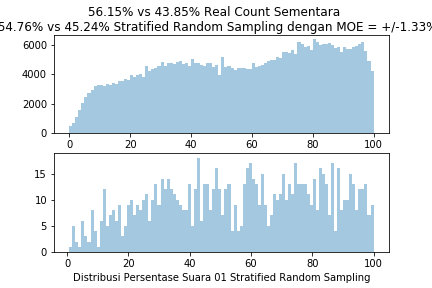 56.15% vs 43.85% Real Count Sementara
54.76% vs 45.24% Stratified Random Sampling dengan MOE = +/-1.33%
6000
4000
2000
0
0 20 40 60 80 100
15
10
5
0
0 20 40 60 80 100
Distribusi Persentase Suara 01 Stratified Random Sampling